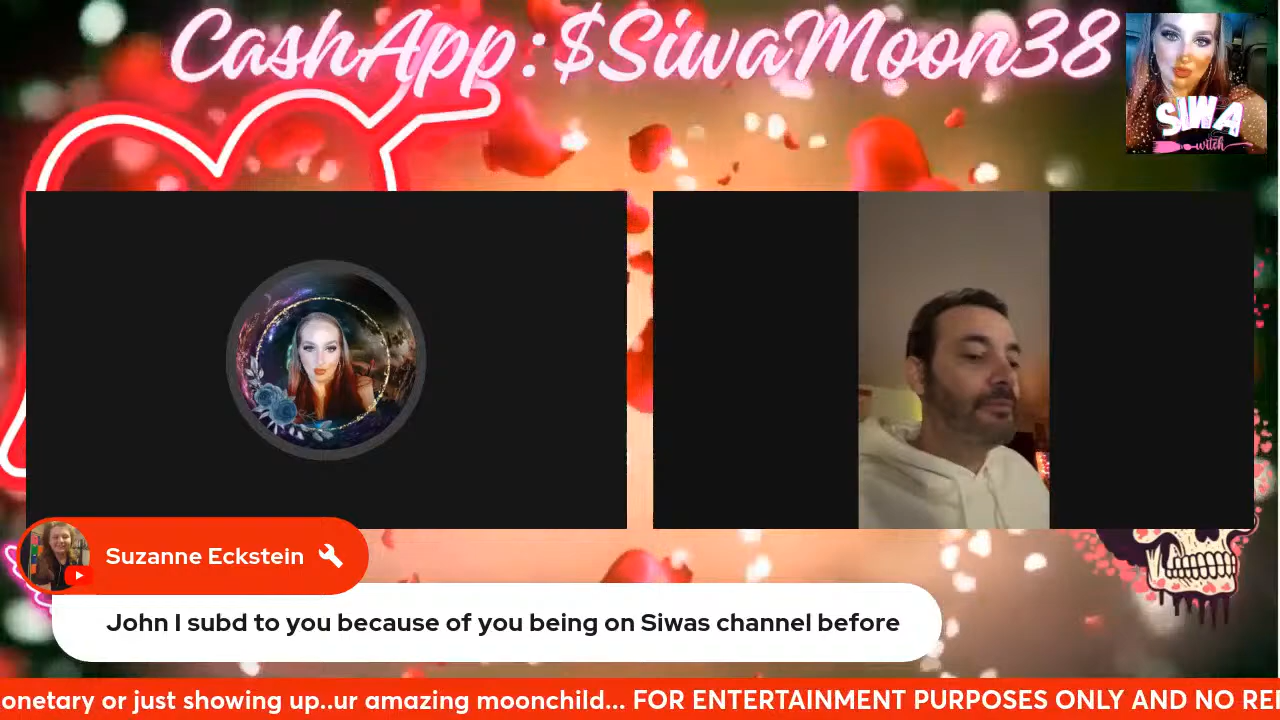 CashApp:$SiwaMoon38
SIWA
witch
Suzanne Eckstein
John I subd to you because of you being on Siwas channel before
onetary or just showing up..ur amazing moonchild... FOR ENTERTAINMENT PURPOSES ONLY AND NO REI